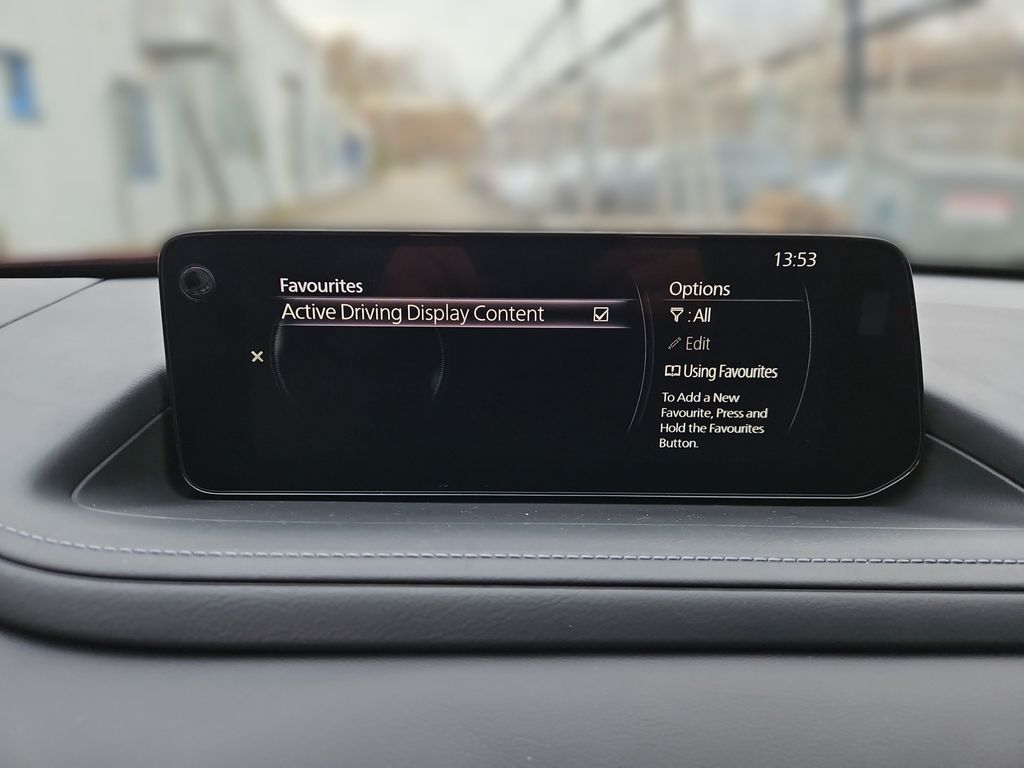 13:53
Favourites
Active Driving Display Content
Options
: All
Edit
Using Favourites
To Add a New
Favourite, Press and
Hold the Favourites
Button.